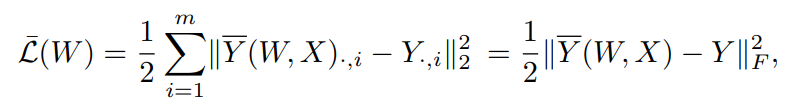 $\bar{\mathcal{L}}(W) = \frac{1}{2} \sum_{i=1}^{m} \|\overline{Y}(W, X)_{\cdot,i} - Y_{\cdot,i}\|_2^2 = \frac{1}{2} \|\overline{Y}(W, X) - Y\|_F^2,$